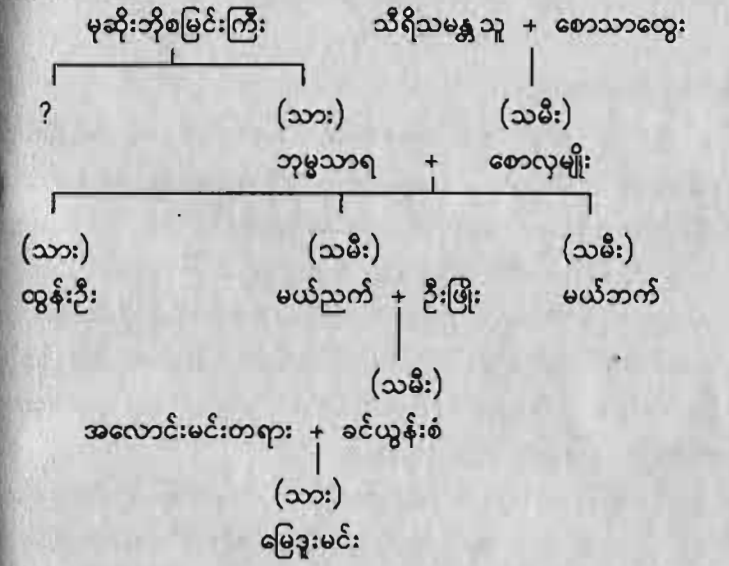 မုဆိုးဘိုစမြင်းကြီး သီရိသမန္တသူ + စောသာထွေး
? (သား) (သမီး)
ဘုမ္မသာရ + စောလှမျိုး
(သား) (သမီး) (သမီး)
ထွန်းဦး မယ်ညက် + ဦးဖြိုး မယ်ဘက်
(သမီး)
အလောင်းမင်းတရား + ခင်ယွန်းစံ
(သား)
မြေဒူးမင်း